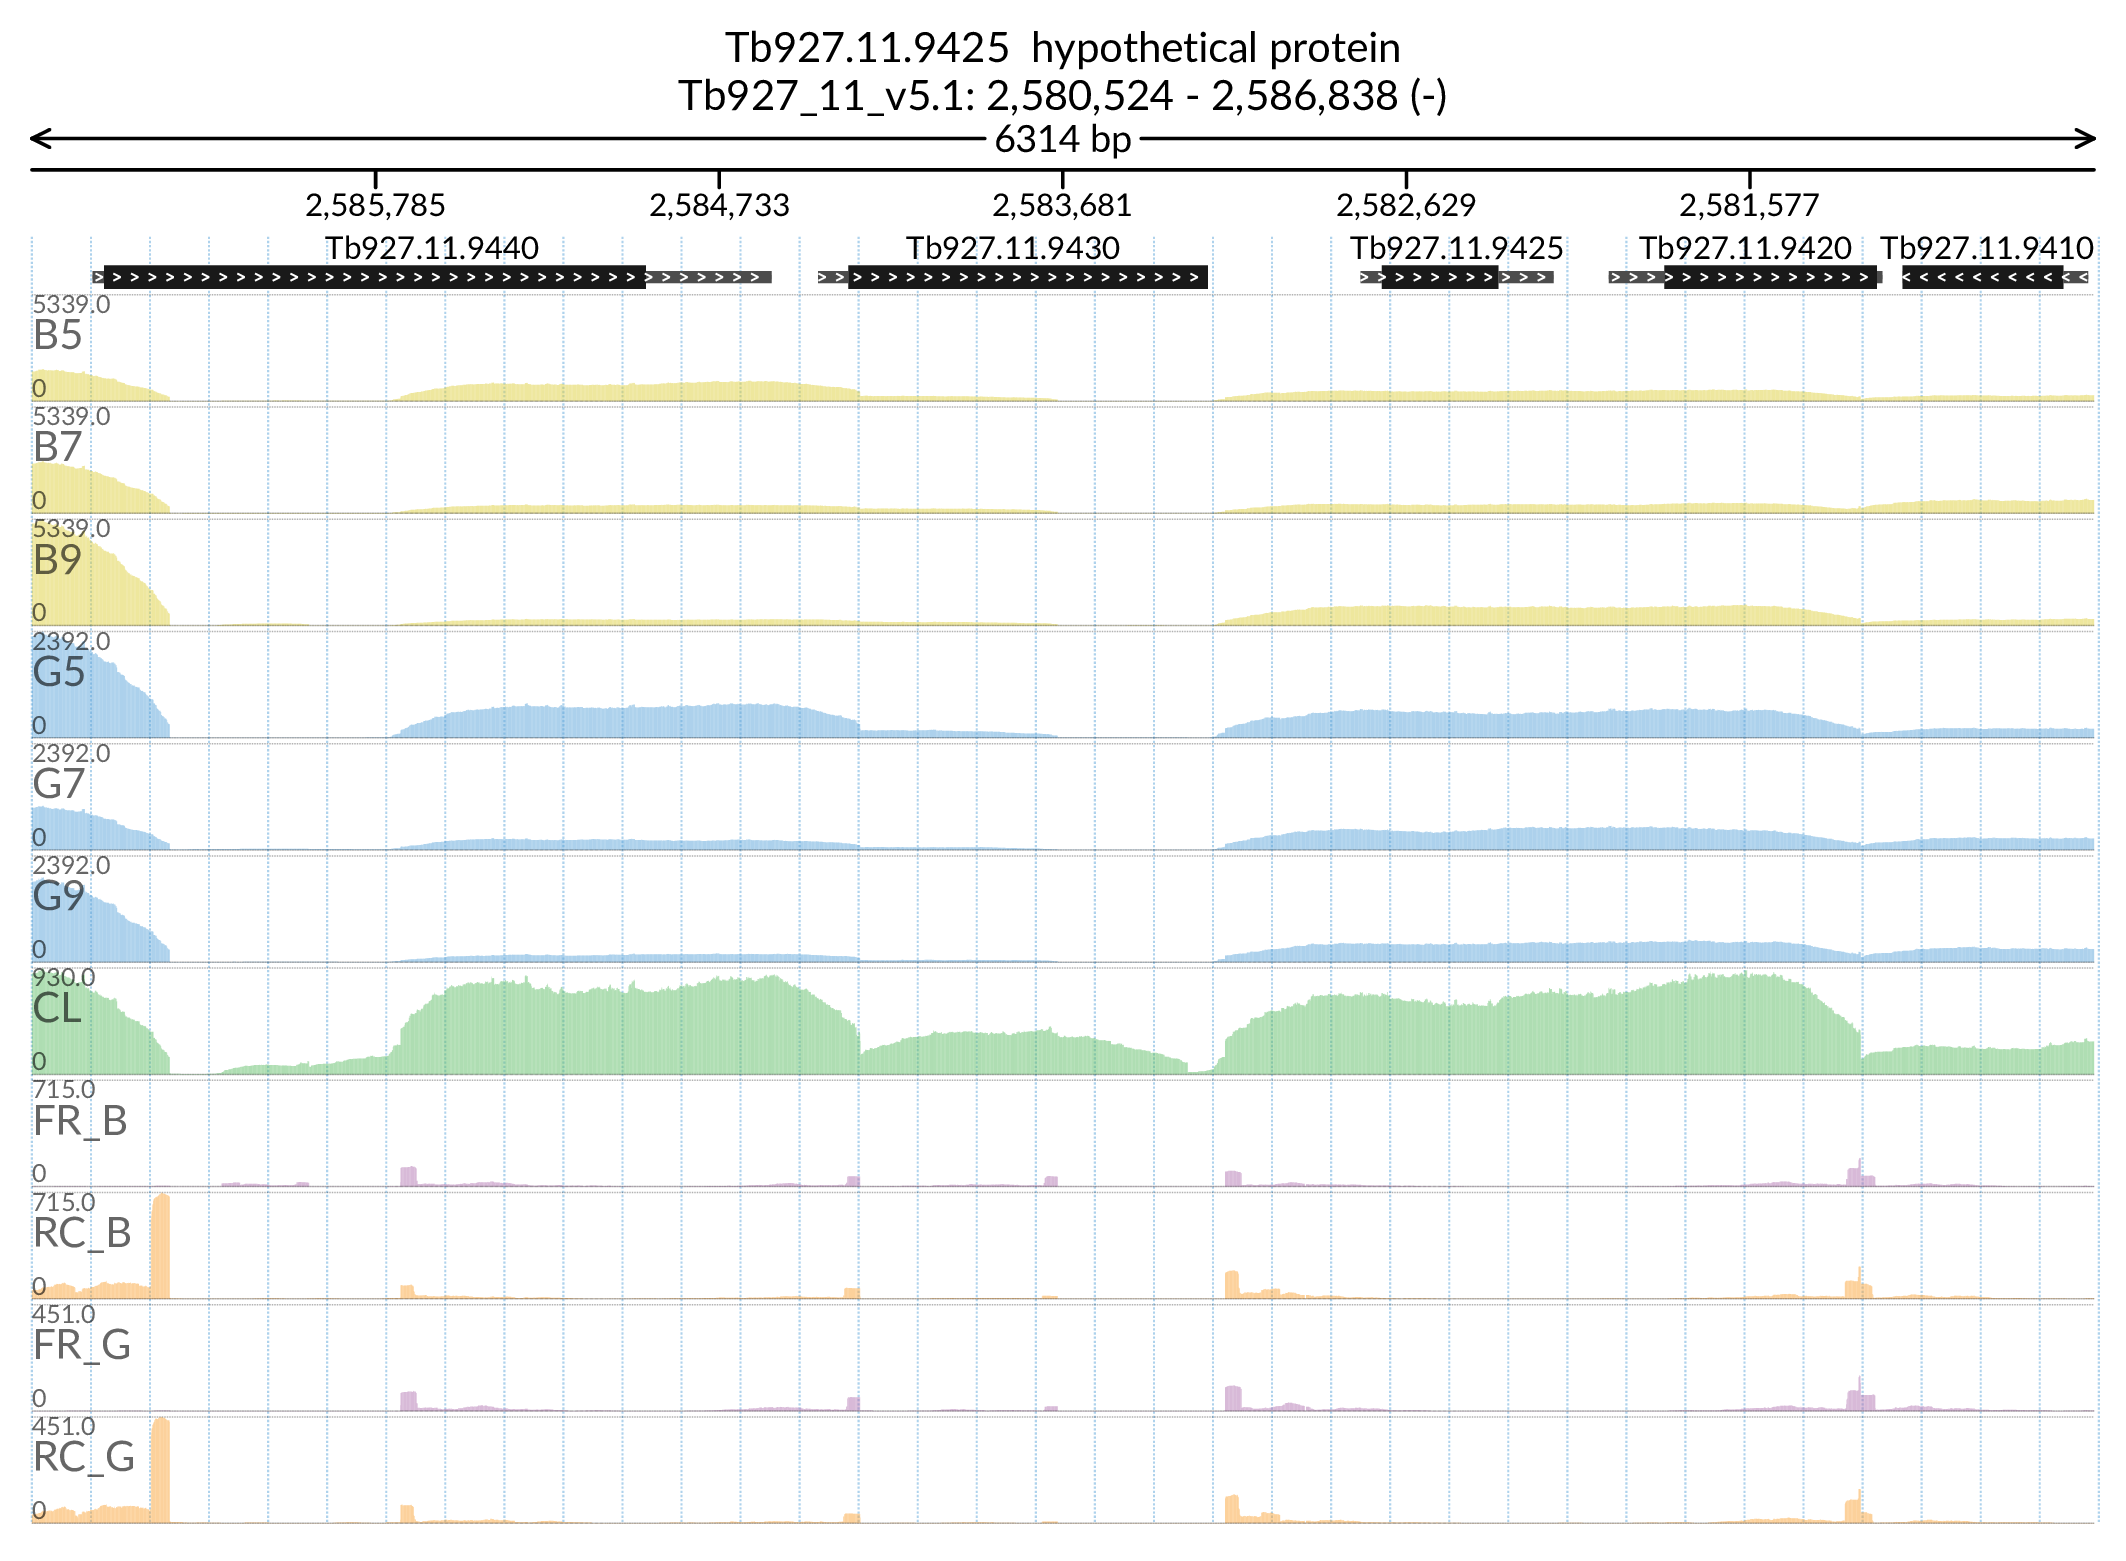 Tb927.11.9425 hypothetical protein
Tb927_11_v5.1: 2,580,524 - 2,586,838 (-)
6314 bp
2,585,785 2,584,733 2,583,681 2,582,629 2,581,577
Tb927.11.9440 Tb927.11.9430 Tb927.11.9425 Tb927.11.9420 Tb927.11.9410
5339.0
B5
0
5339.0
B7
0
5339.0
B9
0
2392.0
G5
0
2392.0
G7
0
2392.0
G9
0
930.0
CL
0
715.0
FR_B
0
715.0
RC_B
0
451.0
FR_G
0
451.0
RC_G
0